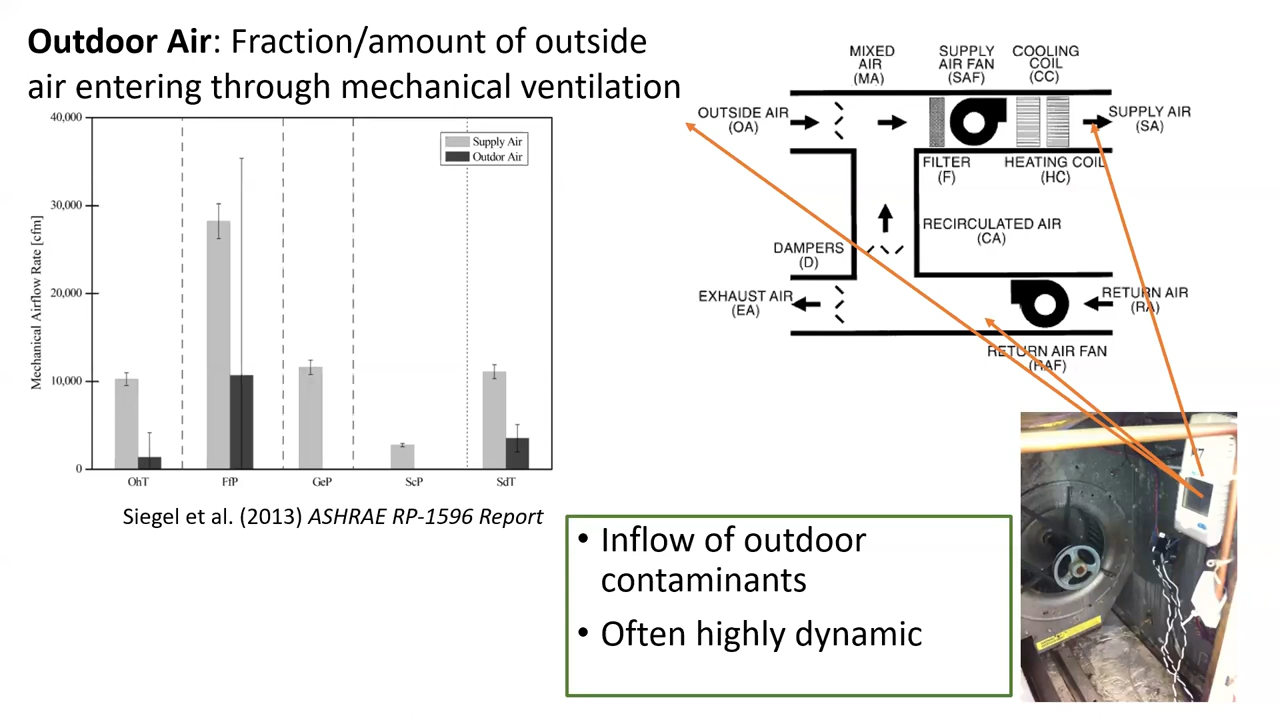 Outdoor Air: Fraction/amount of outside
air entering through mechanical ventilation
40,000
30,000
20,000
10,000
0
Mechanical Airflow Rate [cfm]
Supply Air
Outdor Air
OhT
FfP
GeP
ScP
SdT
Siegel et al. (2013) ASHRAE RP-1596 Report
MIXED
AIR
(MA)
SUPPLY
AIR FAN
(SAF)
COOLING
COIL
(CC)
OUTSIDE AIR
(OA)
SUPPLY AIR
(SA)
FILTER
(F)
HEATING COIL
(HC)
RECIRCULATED AIR
(CA)
DAMPERS
(D)
EXHAUST AIR
(EA)
RETURN AIR
(RA)
RETURN AIR FAN
(RAF)
• Inflow of outdoor
contaminants
• Often highly dynamic